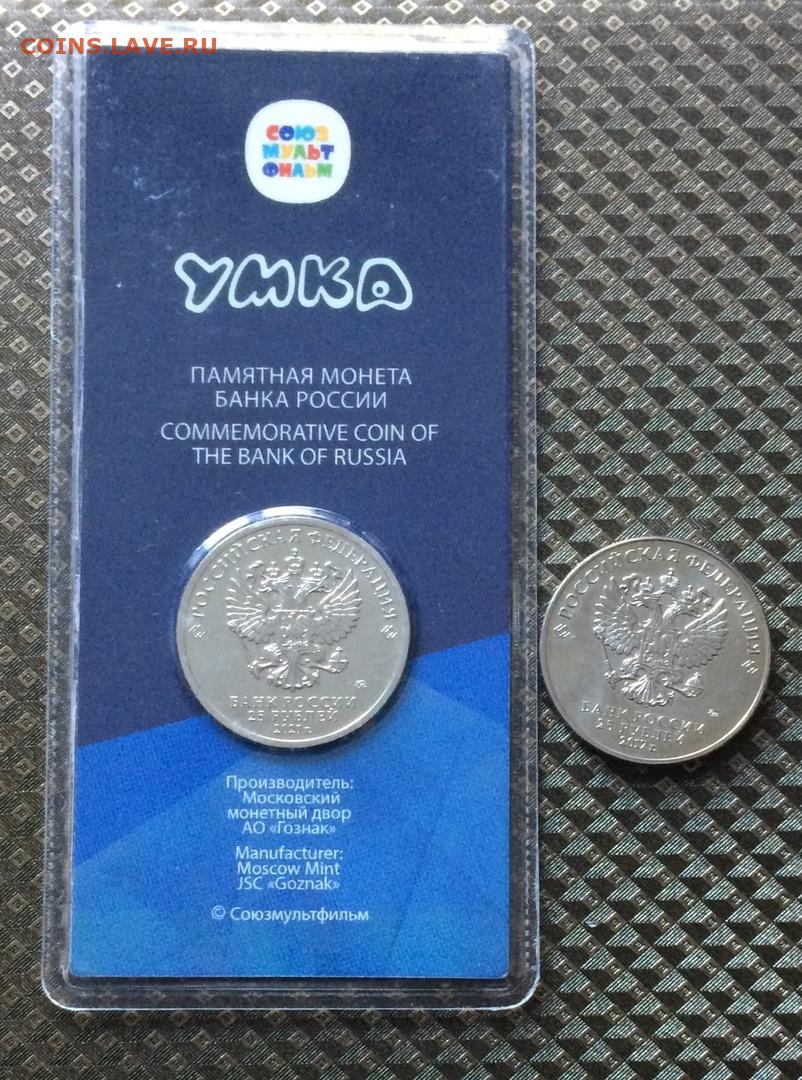 COINS.LAVE.RU
СОЮЗ
МУЛЬТ
ФИЛЬМ
УМКА
ПАМЯТНАЯ МОНЕТА
БАНКА РОССИИ
COMMEMORATIVE COIN OF
THE BANK OF RUSSIA
РОССИЙСКАЯ ФЕДЕРАЦИЯ
БАНК РОССИИ
25 РУБЛЕЙ
2021 г.
Производитель:
Московский
монетный двор
АО «Гознак»
Manufacturer:
Moscow Mint
JSC «Goznak»
© Союзмультфильм
РОССИЙСКАЯ ФЕДЕРАЦИЯ
БАНК РОССИИ
25 РУБЛЕЙ
2017 г.